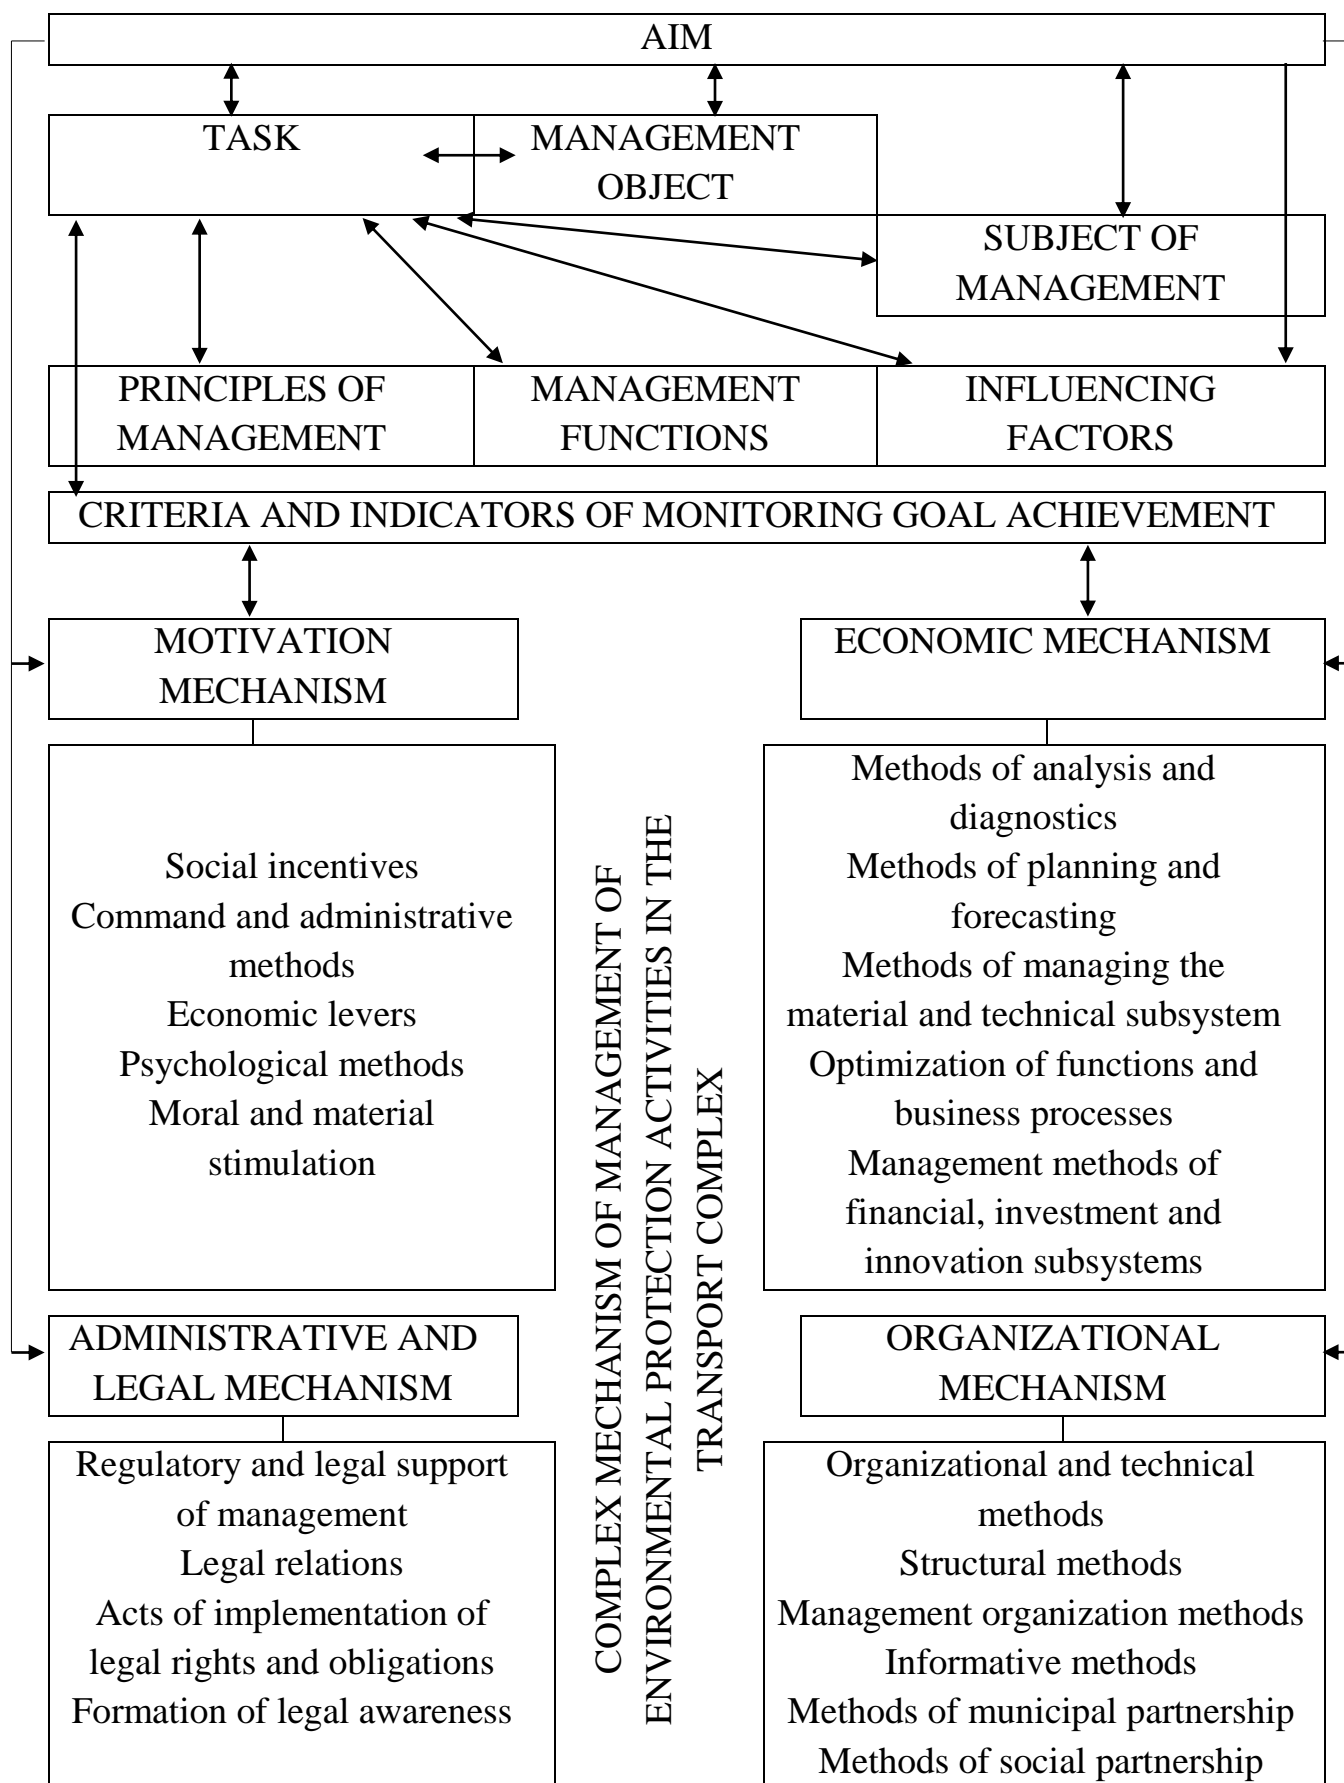 AIM
TASK
MANAGEMENT
OBJECT
SUBJECT OF
MANAGEMENT
PRINCIPLES OF
MANAGEMENT
MANAGEMENT
FUNCTIONS
INFLUENCING
FACTORS
CRITERIA AND INDICATORS OF MONITORING GOAL ACHIEVEMENT
MOTIVATION
MECHANISM
ECONOMIC MECHANISM
Social incentives
Command and administrative
methods
Economic levers
Psychological methods
Moral and material
stimulation
COMPLEX MECHANISM OF MANAGEMENT OF
ENVIRONMENTAL PROTECTION ACTIVITIES IN THE
TRANSPORT COMPLEX
Methods of analysis and
diagnostics
Methods of planning and
forecasting
Methods of managing the
material and technical subsystem
Optimization of functions and
business processes
Management methods of
financial, investment and
innovation subsystems
ADMINISTRATIVE AND
LEGAL MECHANISM
ORGANIZATIONAL
MECHANISM
Regulatory and legal support
of management
Legal relations
Acts of implementation of
legal rights and obligations
Formation of legal awareness
Organizational and technical
methods
Structural methods
Management organization methods
Informative methods
Methods of municipal partnership
Methods of social partnership